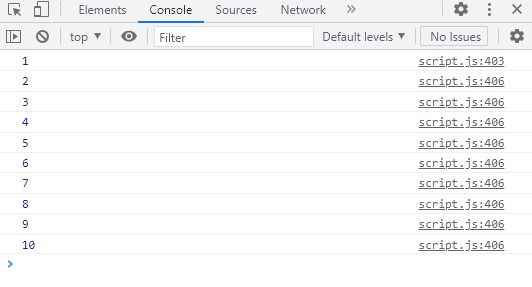 Elements Console Sources Network »
top ▼ Filter Default levels ▼ No Issues
1 script.js:403
2 script.js:406
3 script.js:406
4 script.js:406
5 script.js:406
6 script.js:406
7 script.js:406
8 script.js:406
9 script.js:406
10 script.js:406
>